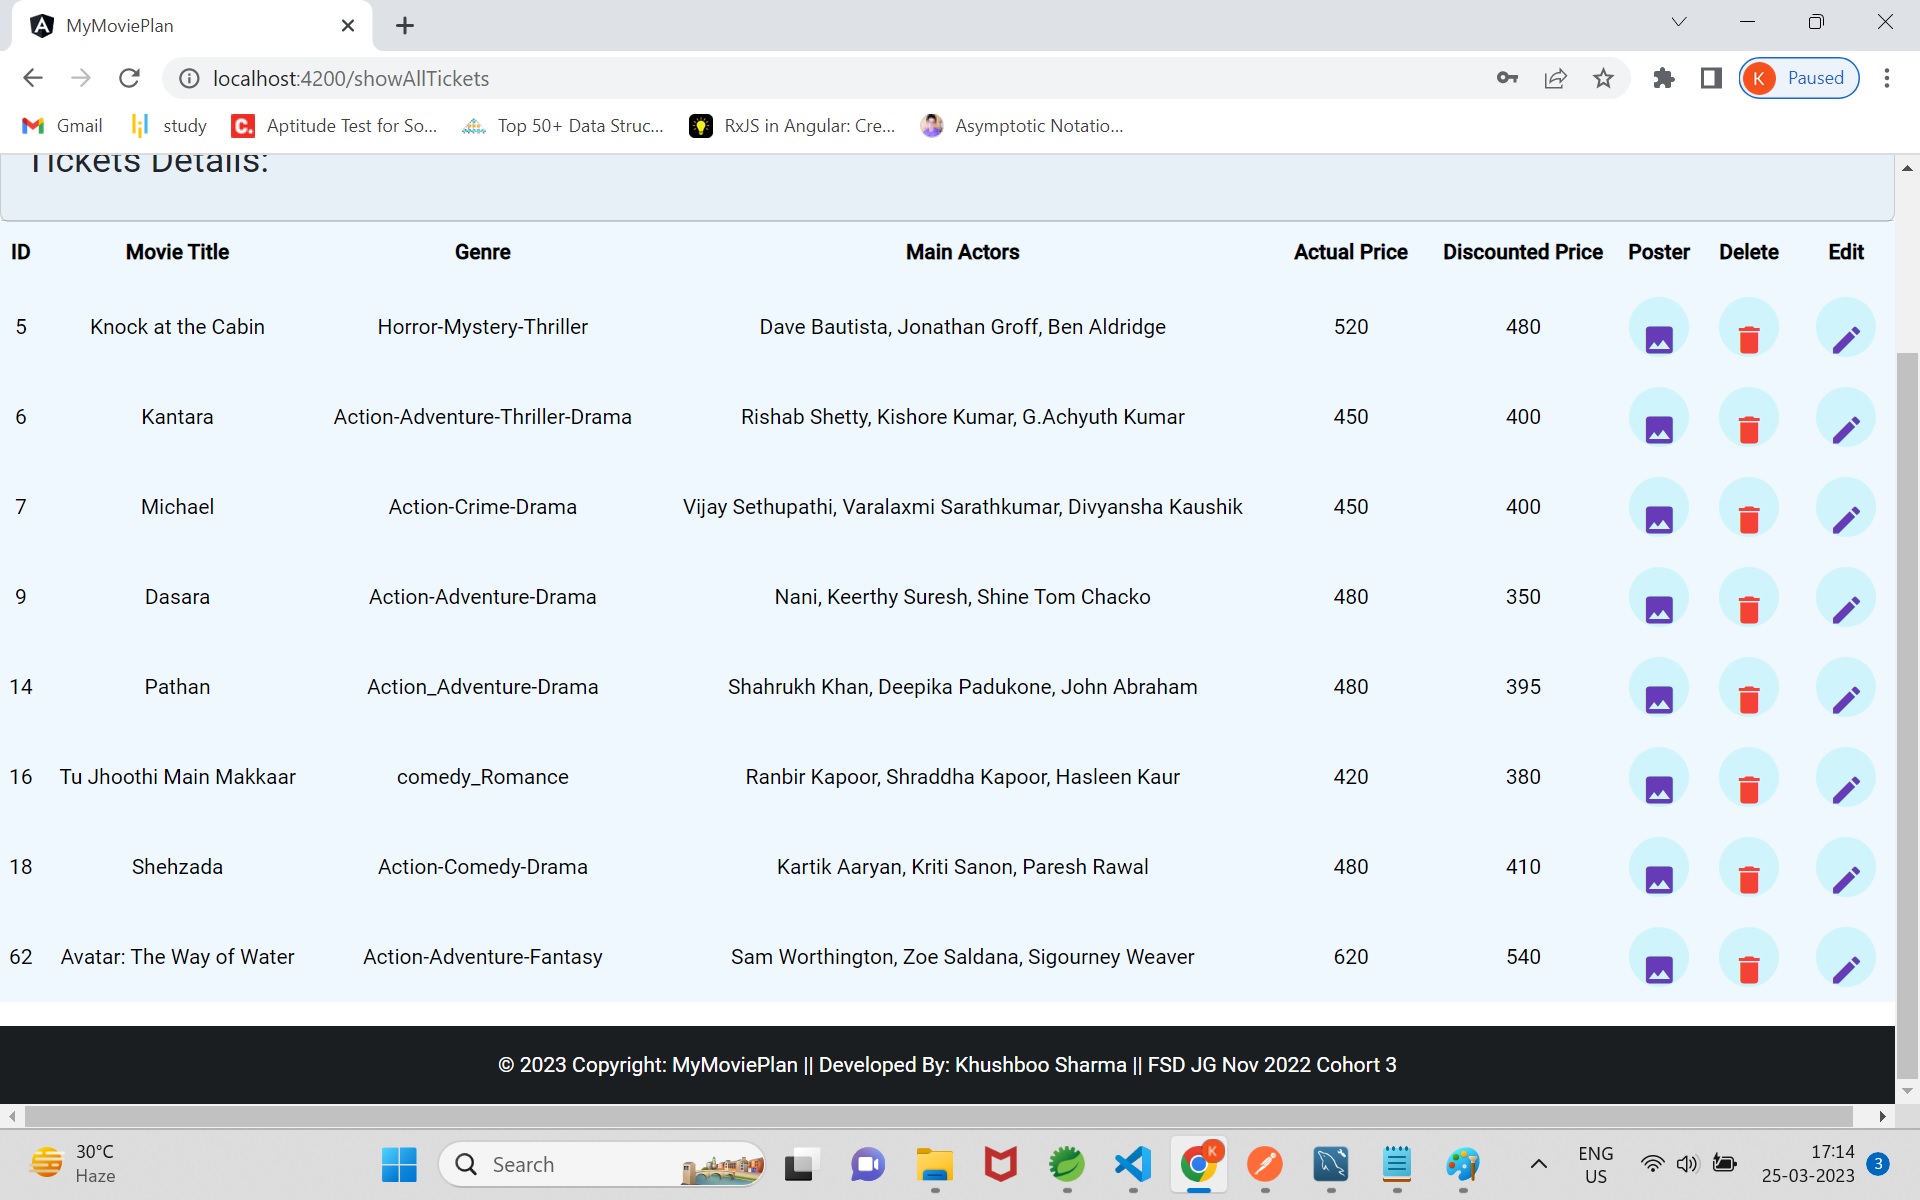 MyMoviePlan
localhost:4200/showAllTickets
K Paused
Gmail study C. Aptitude Test for So... Top 50+ Data Struc... RxJS in Angular: Cre... Asymptotic Notatio...
Tickets Details:
ID Movie Title Genre Main Actors Actual Price Discounted Price Poster Delete Edit
5 Knock at the Cabin Horror-Mystery-Thriller Dave Bautista, Jonathan Groff, Ben Aldridge 520 480
6 Kantara Action-Adventure-Thriller-Drama Rishab Shetty, Kishore Kumar, G.Achyuth Kumar 450 400
7 Michael Action-Crime-Drama Vijay Sethupathi, Varalaxmi Sarathkumar, Divyansha Kaushik 450 400
9 Dasara Action-Adventure-Drama Nani, Keerthy Suresh, Shine Tom Chacko 480 350
14 Pathan Action_Adventure-Drama Shahrukh Khan, Deepika Padukone, John Abraham 480 395
16 Tu Jhoothi Main Makkaar comedy_Romance Ranbir Kapoor, Shraddha Kapoor, Hasleen Kaur 420 380
18 Shehzada Action-Comedy-Drama Kartik Aaryan, Kriti Sanon, Paresh Rawal 480 410
62 Avatar: The Way of Water Action-Adventure-Fantasy Sam Worthington, Zoe Saldana, Sigourney Weaver 620 540
© 2023 Copyright: MyMoviePlan || Developed By: Khushboo Sharma || FSD JG Nov 2022 Cohort 3
30°C
Haze
Search
K
ENG
US
17:14
25-03-2023
3